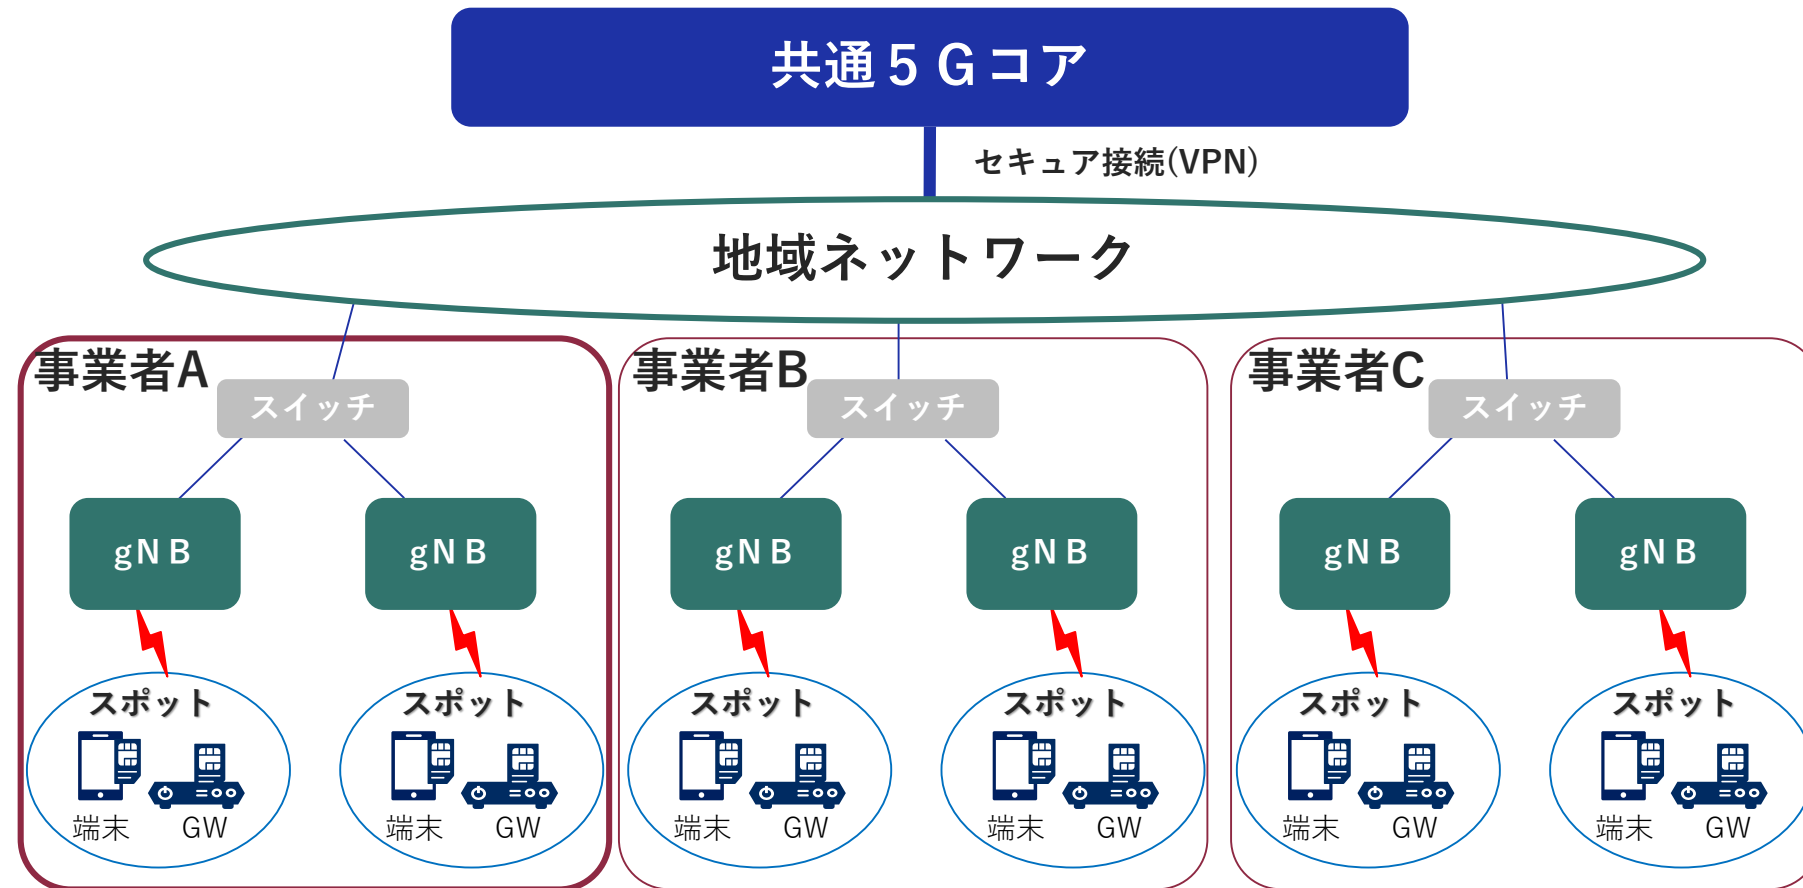 共通５Ｇコア
セキュア接続(VPN)
地域ネットワーク
事業者A
事業者B
事業者C
スイッチ
スイッチ
スイッチ
gNB
gNB
gNB
gNB
gNB
gNB
スポット
スポット
スポット
スポット
スポット
スポット
端末 GW
端末 GW
端末 GW
端末 GW
端末 GW
端末 GW